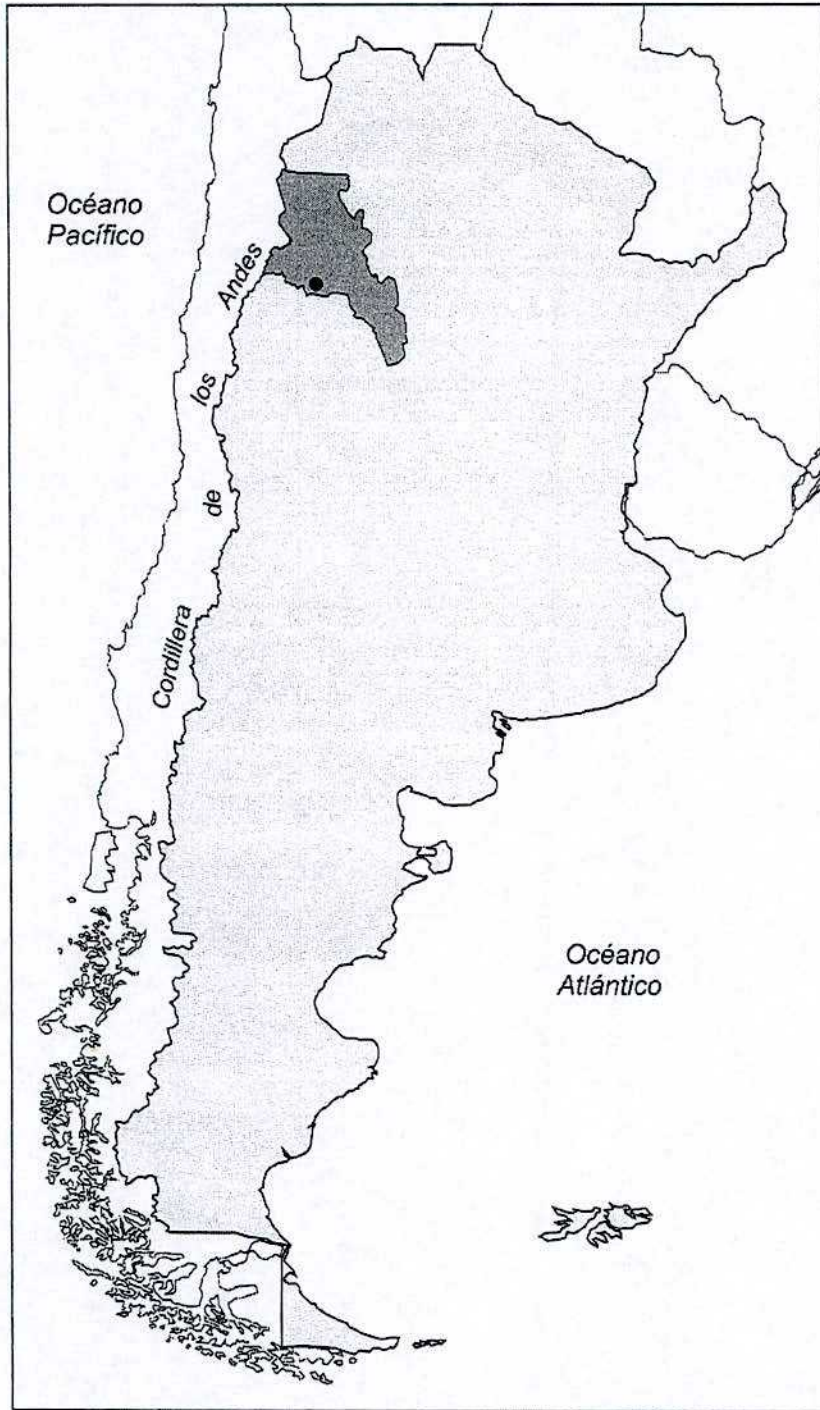 Océano
Pacífico
Cordillera de los Andes
Océano
Atlántico